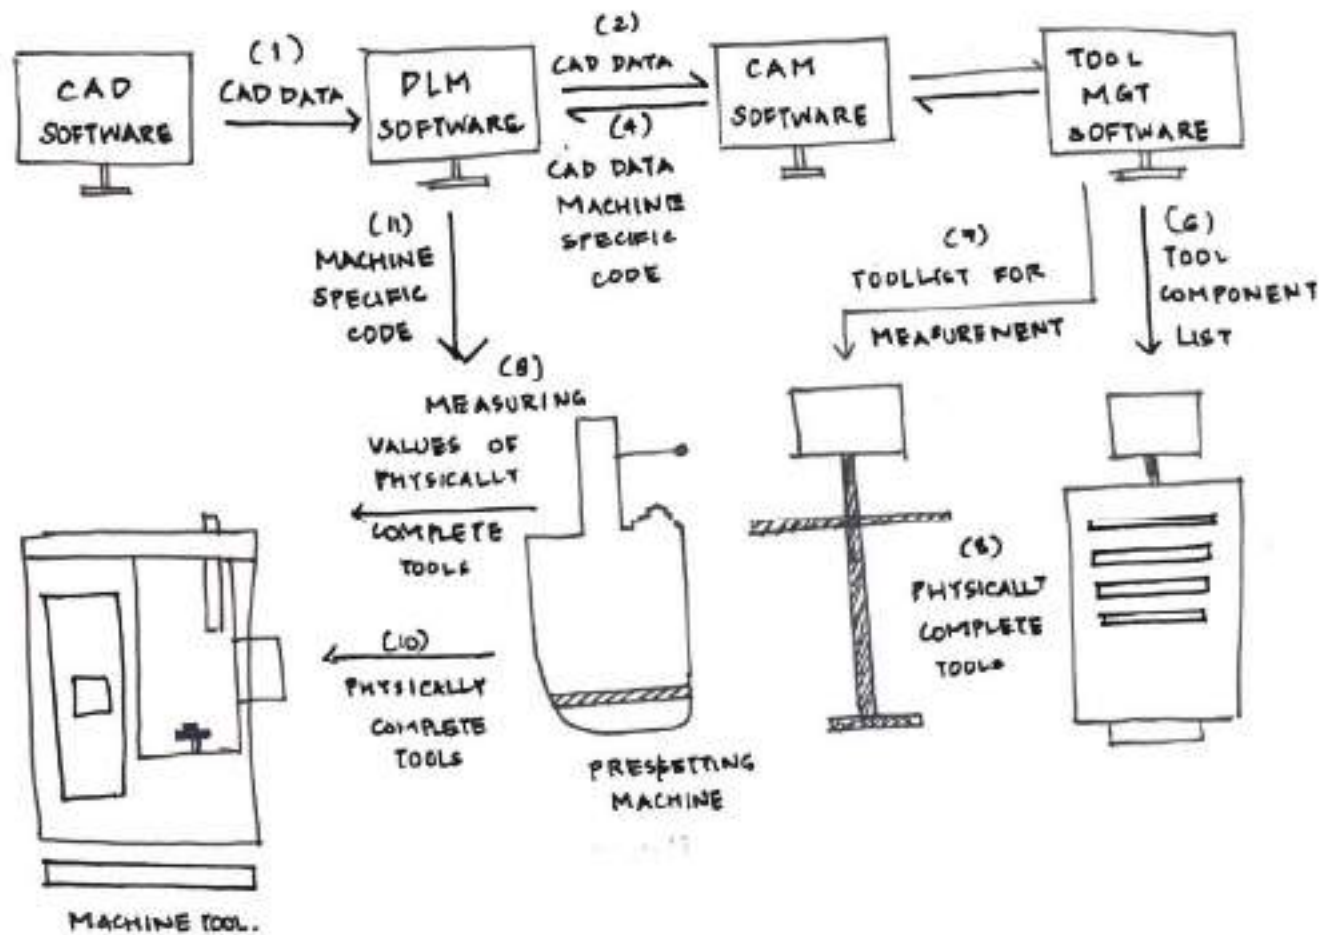 CAD
SOFTWARE
(1)
CAD DATA
PLM
SOFTWARE
(2)
CAD DATA
(4)
CAD DATA
MACHINE
SPECIFIC
CODE
CAM
SOFTWARE
TOOL
MGT
SOFTWARE
(11)
MACHINE
SPECIFIC
CODE
(7)
TOOLLIST FOR
MEASUREMENT
(6)
TOOL
COMPONENT
LIST
(8)
MEASURING
VALUES OF
PHYSICALLY
COMPLETE
TOOLS
(10)
PHYSICALLY
COMPLETE
TOOLS
PRESSETTING
MACHINE
(8)
PHYSICALLY
COMPLETE
TOOLS
MACHINE TOOL.